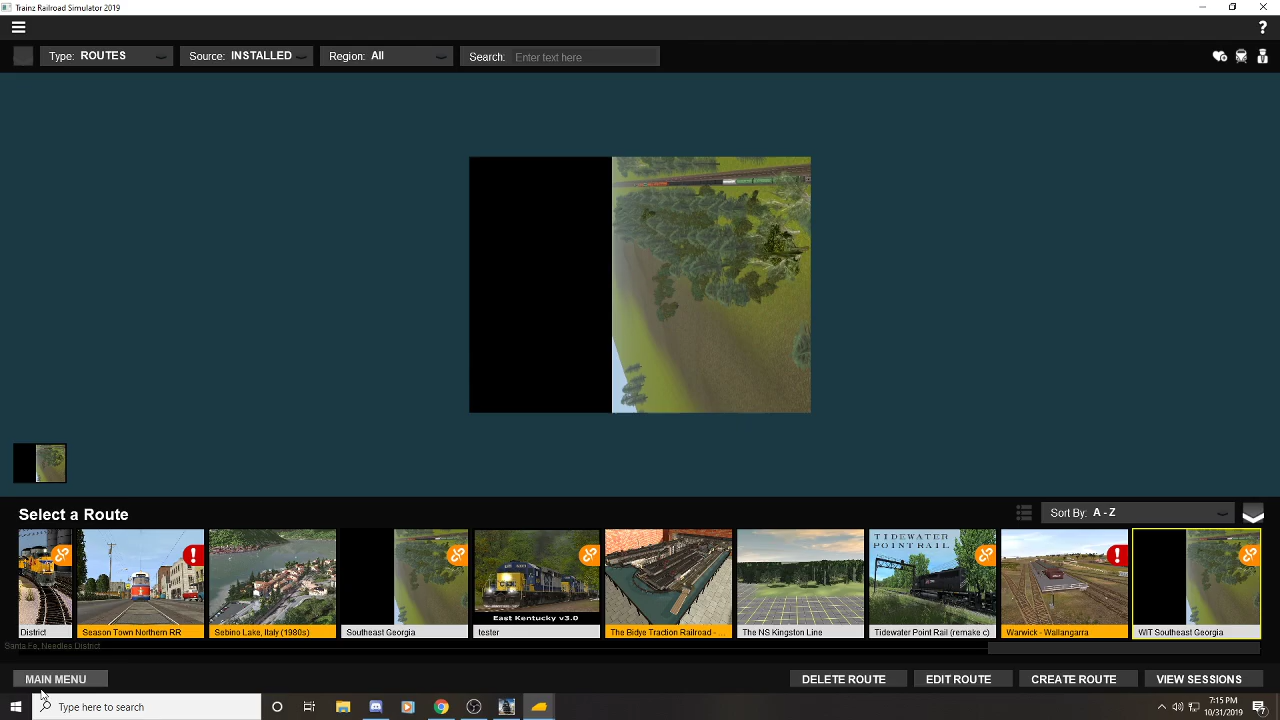 Trainz Railroad Simulator 2019
?
Type: ROUTES
Source: INSTALLED
Region: All
Search: Enter text here
Select a Route
Sort By: A - Z
District
Season Town Northern RR
Sebino Lake, Italy (1980s)
Southeast Georgia
East Kentucky v3.0
tester
The Bidye Traction Railroad - ...
The NS Kingston Line
TIDEWATER
POINT RAIL
Tidewater Point Rail (remake c)
Warwick - Wallangarra
WIT Southeast Georgia
Santa Fe, Needles District
MAIN MENU
DELETE ROUTE
EDIT ROUTE
CREATE ROUTE
VIEW SESSIONS
Type here to search
7:15 PM
10/31/2019